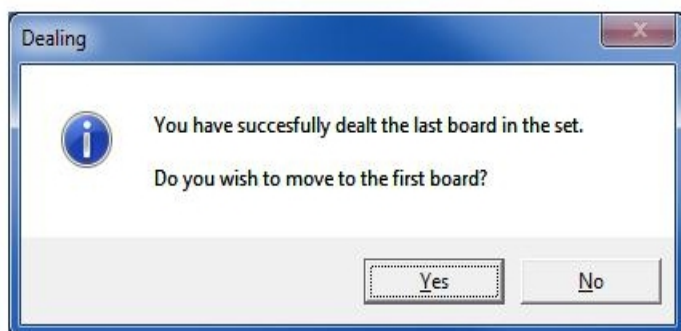 Dealing
You have succesfully dealt the last board in the set.
Do you wish to move to the first board?
Yes
No